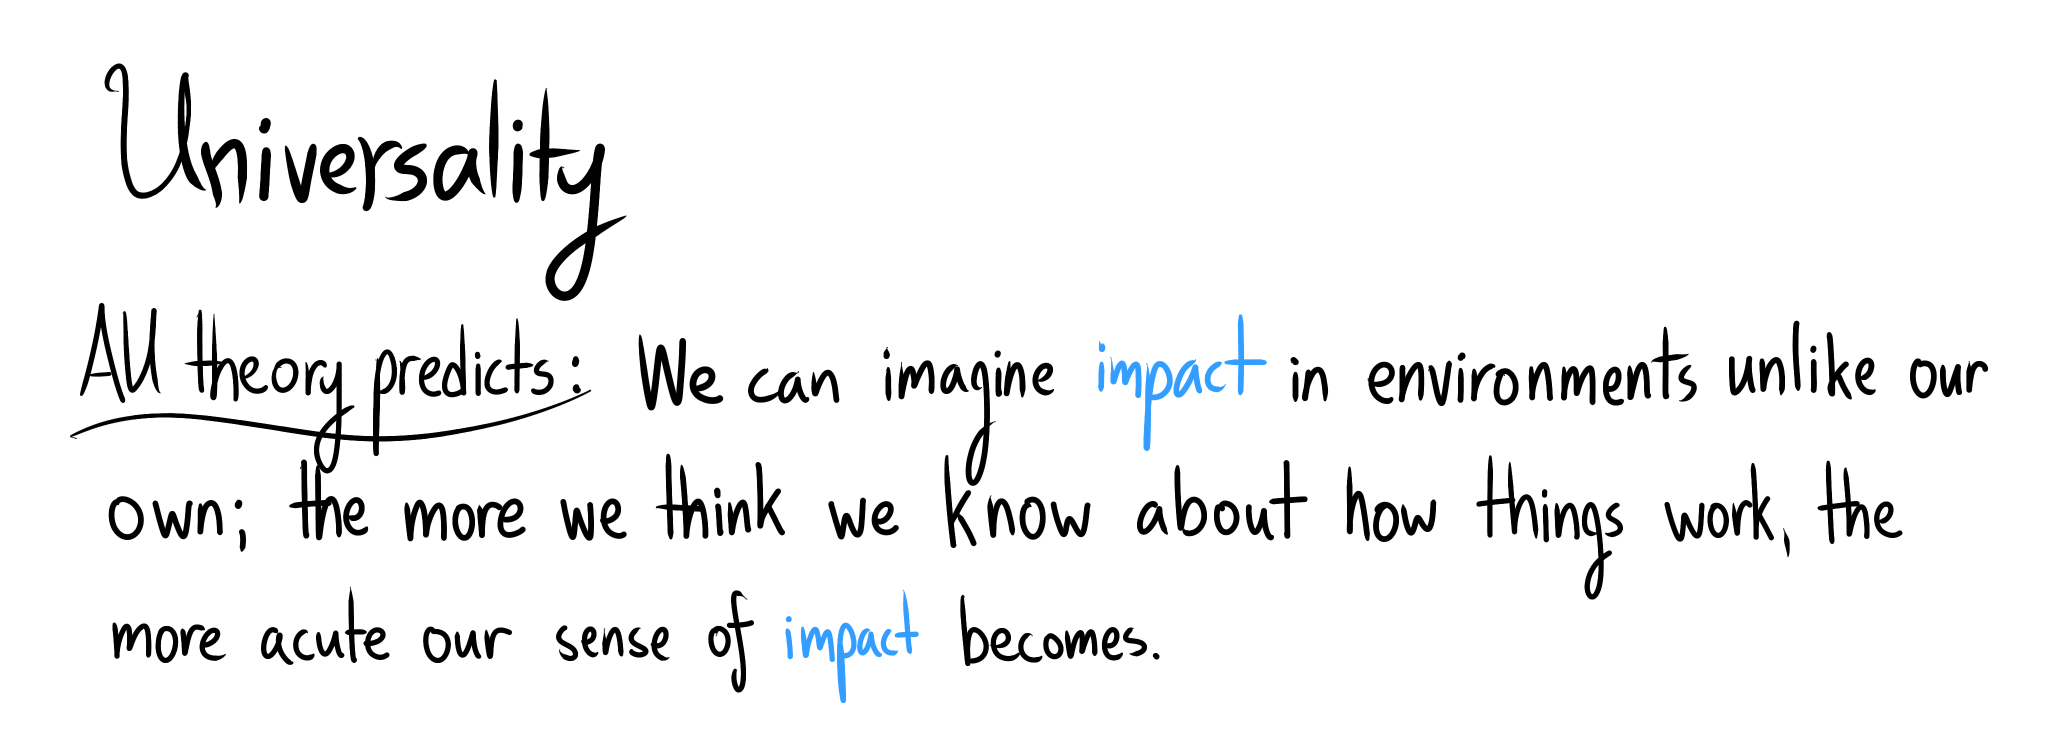 Universality
AU theory predicts: We can imagine impact in environments unlike our
own; the more we think we know about how things work, the
more acute our sense of impact becomes.